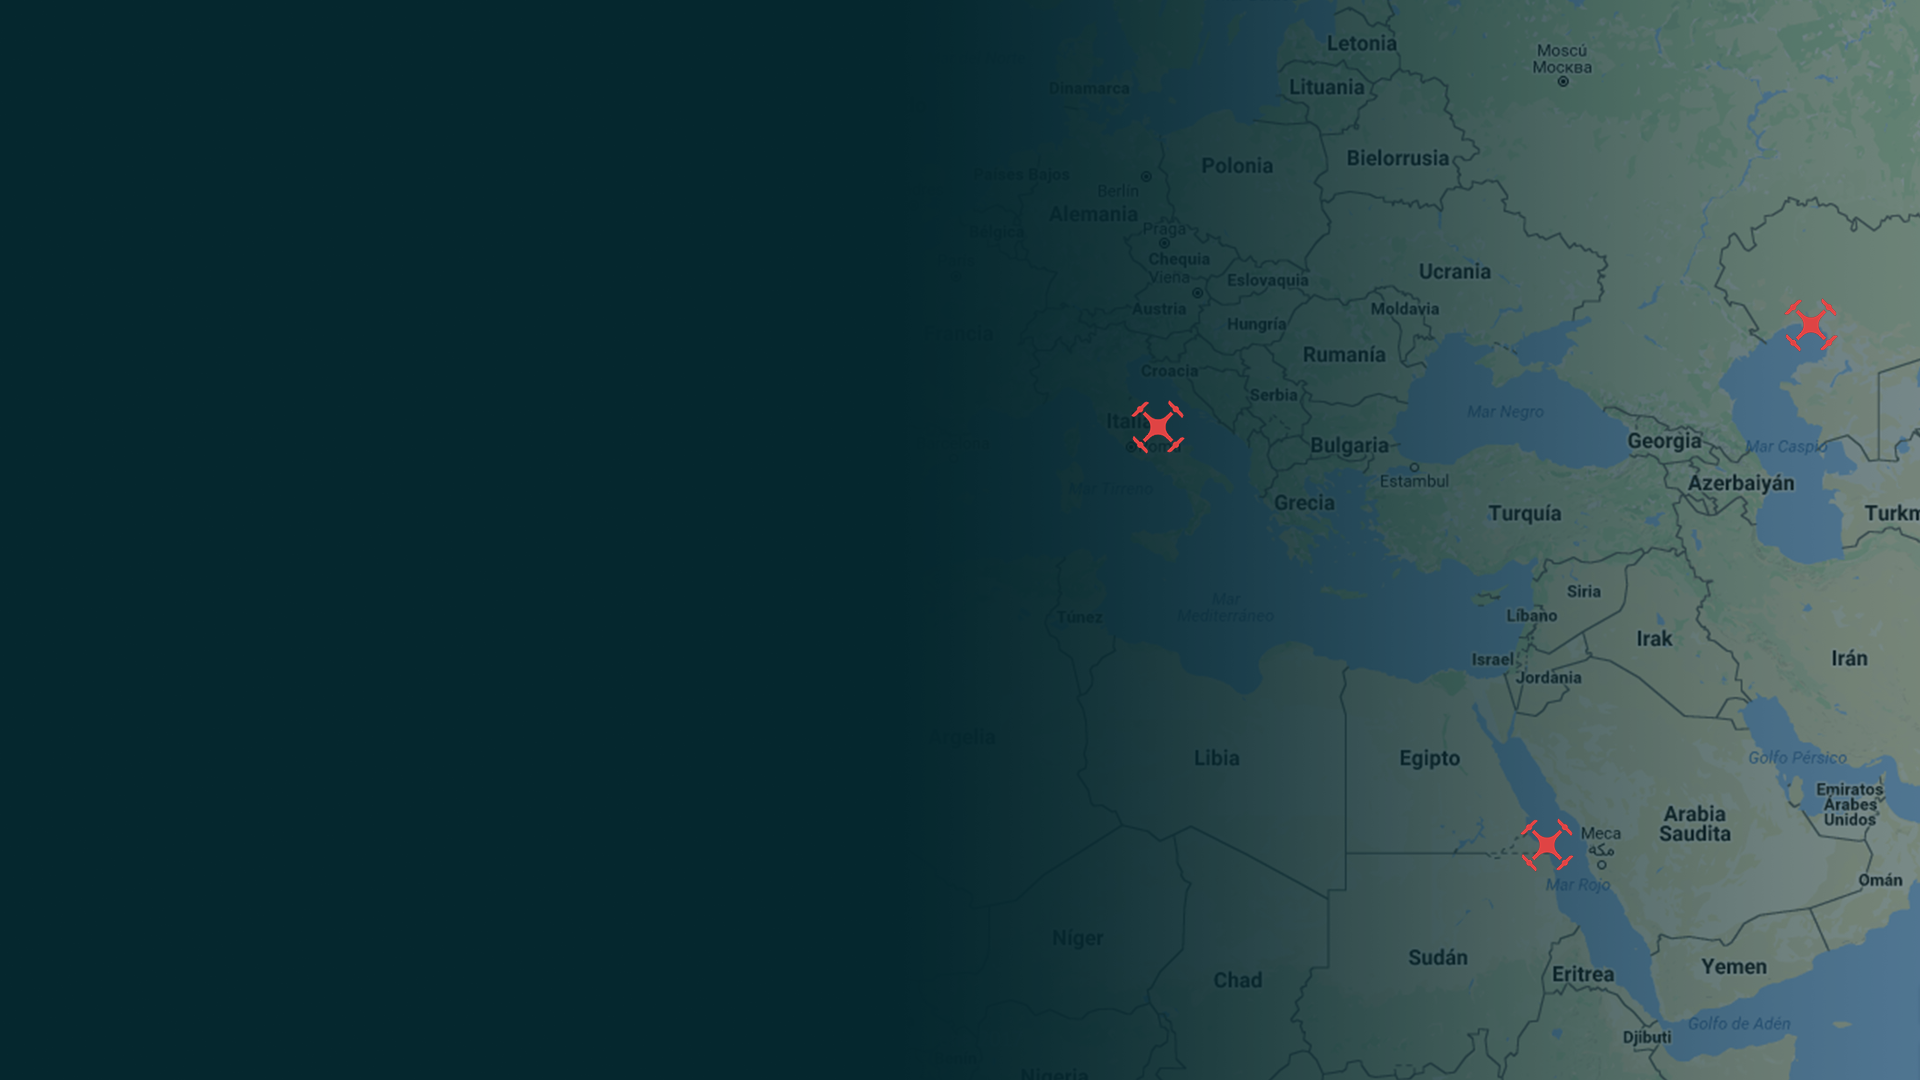 Letonia
Moscú
Москва
Dinamarca
Lituania
Bielorrusia
Polonia
Países Bajos
Berlín
Alemania
Bélgica
Praga
Chequia
Viena
Eslovaquia
Ucrania
Austria
Hungría
Moldavia
Francia
Rumanía
Croacia
Serbia
Mar Negro
Italia
Bulgaria
Georgia
Mar Caspio
Estambul
Azerbaiyán
Mar Tirreno
Grecia
Turquía
Turkm
Siria
Mar
Mediterráneo
Túnez
Líbano
Irak
Israel
Irán
Jordania
Argelia
Libia
Egipto
Golfo Pérsico
Emiratos
Árabes
Unidos
Arabia
Saudita
Meca
مكة
Mar Rojo
Omán
Níger
Sudán
Chad
Eritrea
Yemen
Golfo de Adén
Djibuti
Nigeria